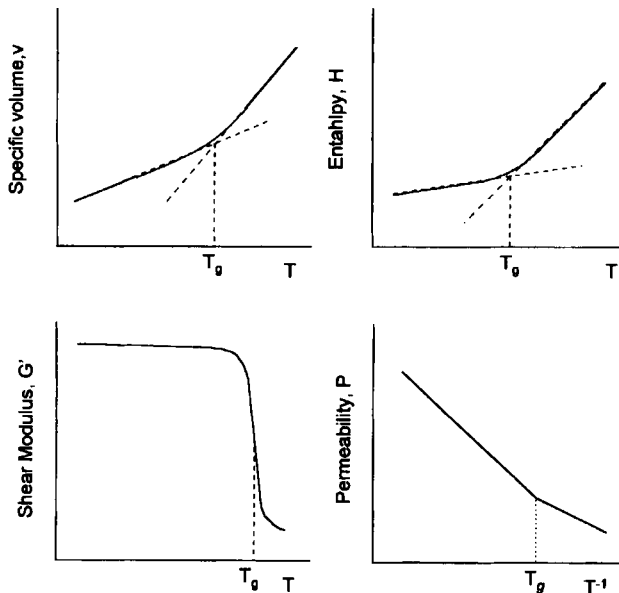 Specific volume,v
T_g
T
Entahlpy, H
T_g
T
Shear Modulus, G'
T_g
T
Permeability, P
T_g
T⁻¹